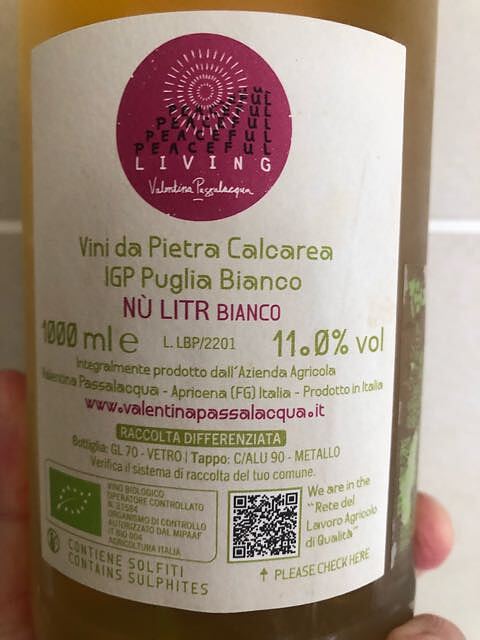 PEACEFUL
PEACEFUL
PEACEFUL
LIVING
Valentina Passalacqua
Vini da Pietra Calcarea
IGP Puglia Bianco
NÙ LITR BIANCO
1000 ml e L. LBP/2201 11.0% vol
Integralmente prodotto dall'Azienda Agricola
Valentina Passalacqua - Apricena (FG) Italia - Prodotto in Italia
www.valentinapassalacqua.it
RACCOLTA DIFFERENZIATA
Bottiglia: GL 70 - VETRO | Tappo: C/ALU 90 - METALLO
Verifica il sistema di raccolta del tuo comune.
VINO BIOLOGICO
OPERATORE CONTROLLATO
N. 21584
ORGANISMO DI CONTROLLO
AUTORIZZATO DAL MIPAAF
IT BIO 004
AGRICOLTURA ITALIA
We are in the
"Rete del
Lavoro Agricolo
di Qualità"
↑ PLEASE CHECK HERE
CONTIENE SOLFITI
CONTAINS SULPHITES